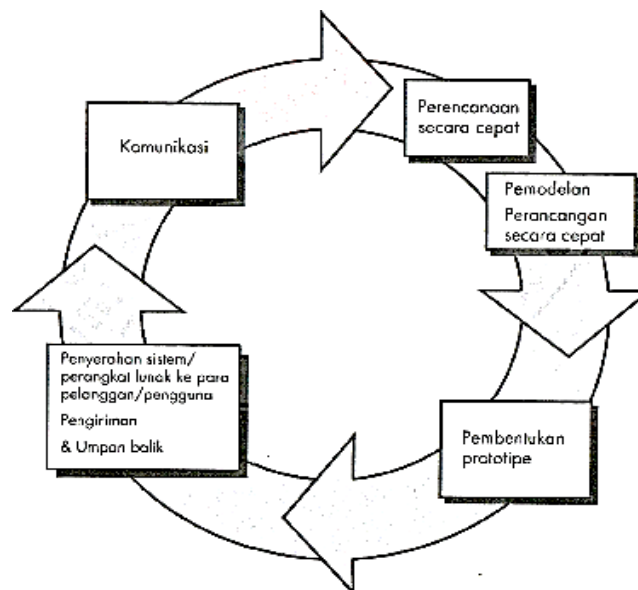 Komunikasi
Perencanaan
secara cepat
Pemodelan
Perancangan
secara cepat
Pembentukan
prototipe
Penyerahan sistem/
perangkat lunak ke para
pelanggan/pengguna
Pengiriman
& Umpan balik